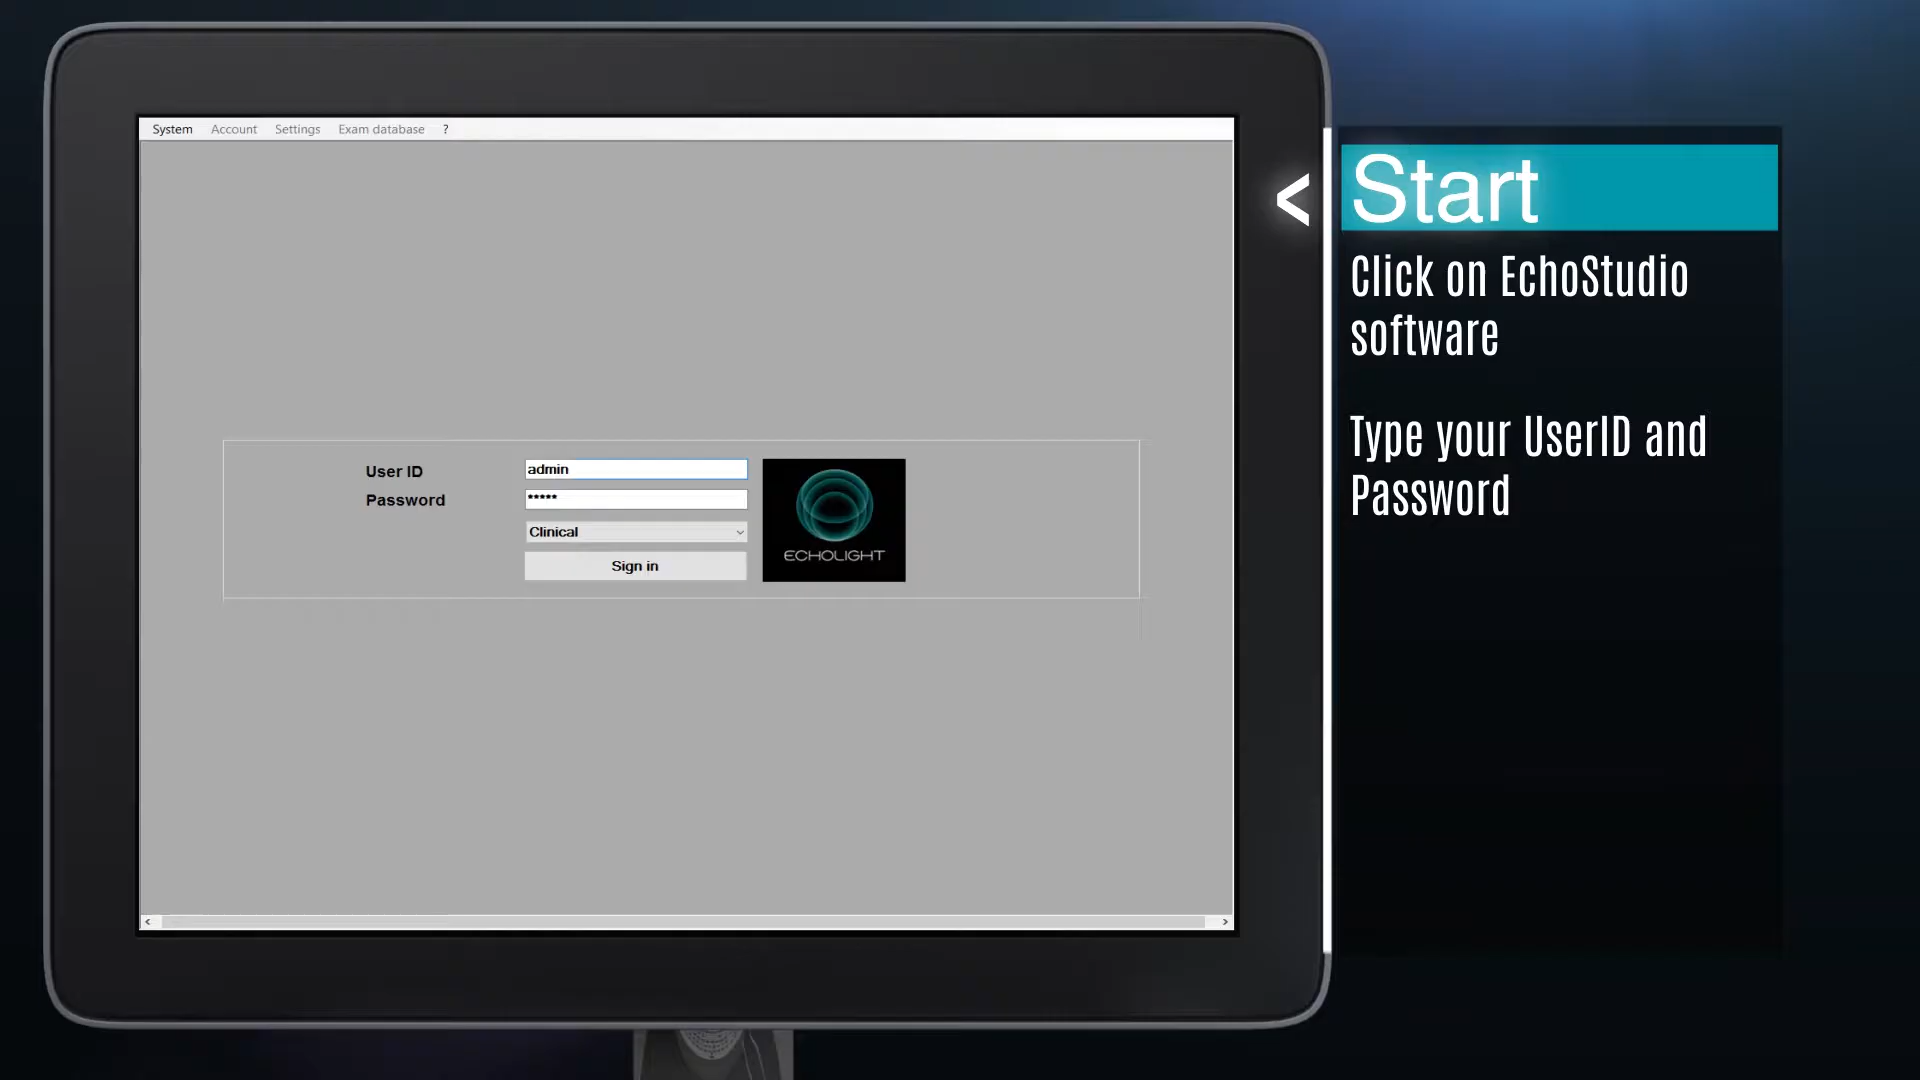 System Account Settings Exam database ?
User ID admin
Password *****
Clinical
Sign in
ECHOLIGHT
< Start
Click on EchoStudio
software
Type your UserID and
Password